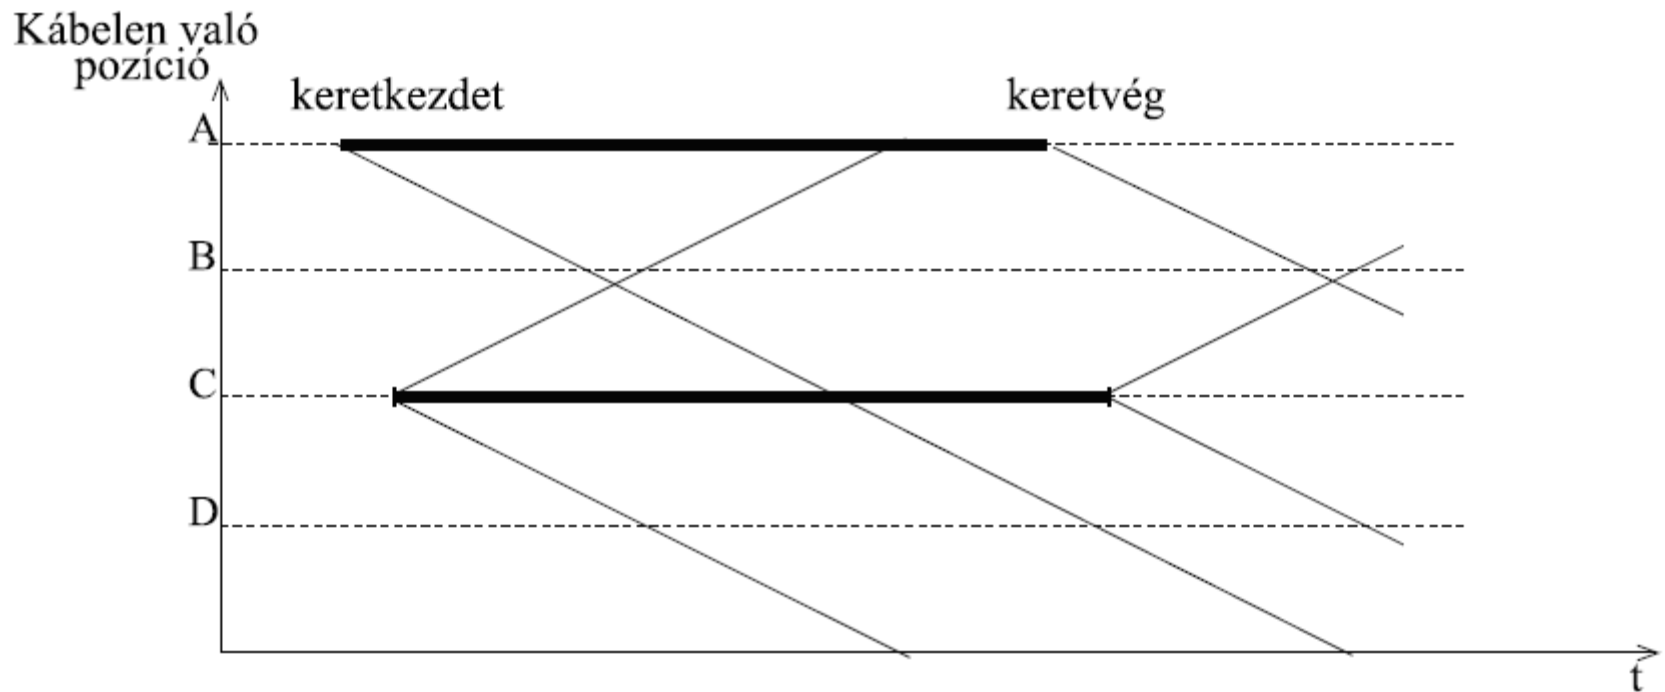 Kábelen való
pozíció
keretkezdet
keretvég
A
B
C
D
t